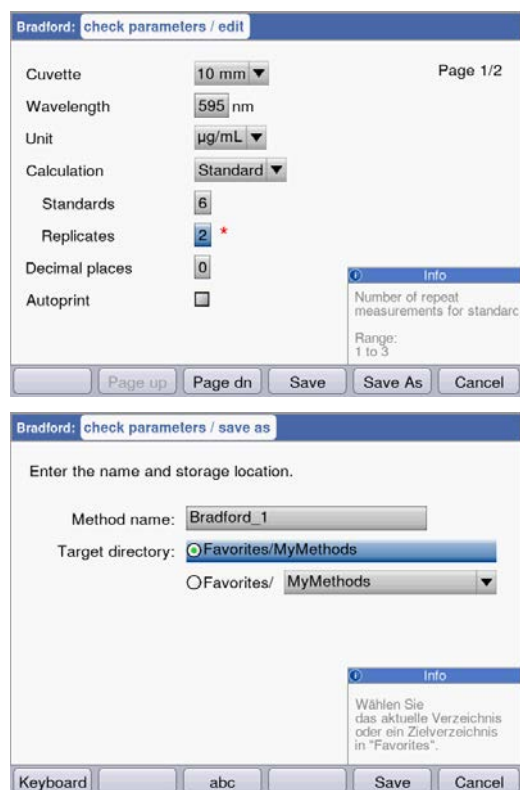 Bradford: check parameters / edit
Cuvette 10 mm Page 1/2
Wavelength 595 nm
Unit µg/mL
Calculation Standard
Standards 6
Replicates 2 *
Decimal places 0
Autoprint
Info
Number of repeat
measurements for standarc
Range:
1 to 3
Page up Page dn Save Save As Cancel
Bradford: check parameters / save as
Enter the name and storage location.
Method name: Bradford_1
Target directory: Favorites/MyMethods
Favorites/ MyMethods
Info
Wählen Sie
das aktuelle Verzeichnis
oder ein Zielverzeichnis
in "Favorites".
Keyboard abc Save Cancel